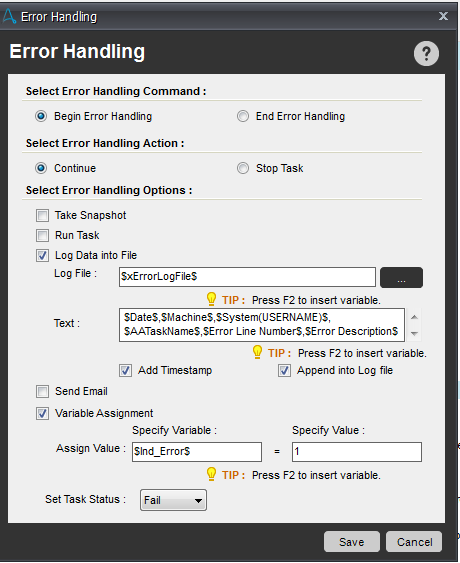 Error Handling
x
Error Handling
?
Select Error Handling Command :
Begin Error Handling
End Error Handling
Select Error Handling Action :
Continue
Stop Task
Select Error Handling Options :
Take Snapshot
Run Task
Log Data into File
Log File :
$xErrorLogFile$
...
TIP : Press F2 to insert variable.
Text :
$Date$,$Machine$,$System(USERNAME)$,
$AATaskName$,$Error Line Number$,$Error Description$
TIP : Press F2 to insert variable.
Add Timestamp
Append into Log file
Send Email
Variable Assignment
Specify Variable :
Specify Value :
Assign Value :
$Ind_Error$
=
1
TIP : Press F2 to insert variable.
Set Task Status :
Fail
Save
Cancel